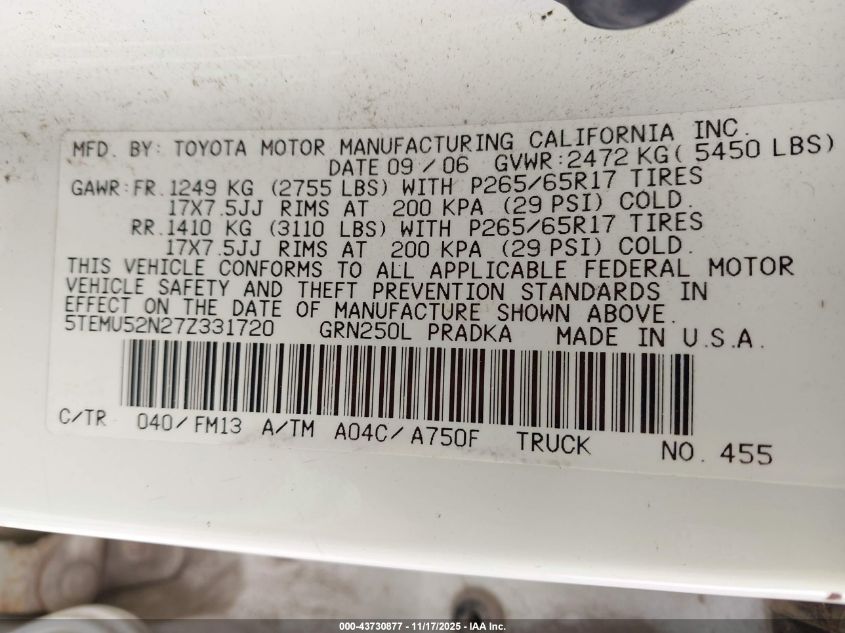 MFD. BY: TOYOTA MOTOR MANUFACTURING CALIFORNIA INC.
DATE 09/06 GVWR:2472 KG( 5450 LBS)
GAWR:FR.1249 KG (2755 LBS) WITH P265/65R17 TIRES
17X7.5JJ RIMS AT 200 KPA (29 PSI) COLD.
RR.1410 KG (3110 LBS) WITH P265/65R17 TIRES
17X7.5JJ RIMS AT 200 KPA (29 PSI) COLD.
THIS VEHICLE CONFORMS TO ALL APPLICABLE FEDERAL MOTOR
VEHICLE SAFETY AND THEFT PREVENTION STANDARDS IN
EFFECT ON THE DATE OF MANUFACTURE SHOWN ABOVE.
5TEMU52N27Z331720 GRN250L PRADKA MADE IN U.S.A.
C/TR 040/FM13 A/TM A04C/A750F TRUCK NO. 455
000-43730877 - 11/17/2025 - IAA Inc.